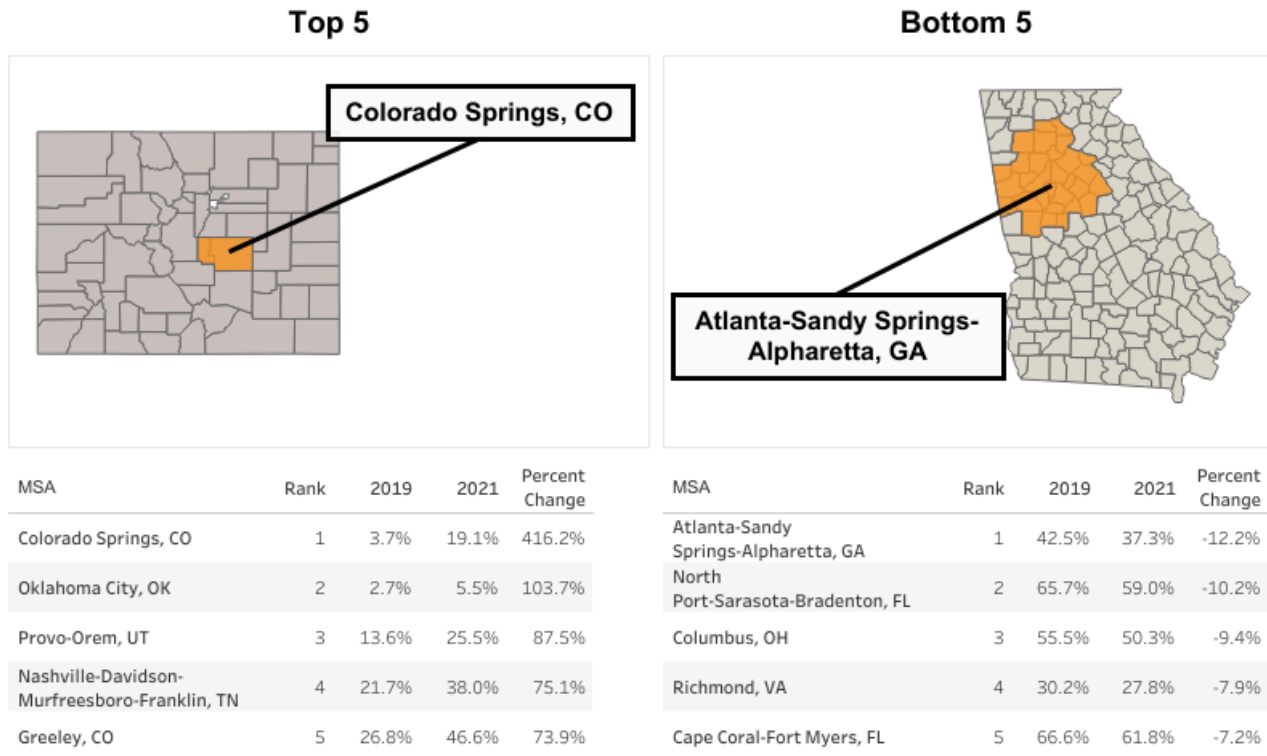 Top 5
Colorado Springs, CO
MSA Rank 2019 2021 Percent Change
Colorado Springs, CO 1 3.7% 19.1% 416.2%
Oklahoma City, OK 2 2.7% 5.5% 103.7%
Provo-Orem, UT 3 13.6% 25.5% 87.5%
Nashville-Davidson-
Murfreesboro-Franklin, TN 4 21.7% 38.0% 75.1%
Greeley, CO 5 26.8% 46.6% 73.9%
Bottom 5
Atlanta-Sandy Springs-
Alpharetta, GA
MSA Rank 2019 2021 Percent Change
Atlanta-Sandy
Springs-Alpharetta, GA 1 42.5% 37.3% -12.2%
North
Port-Sarasota-Bradenton, FL 2 65.7% 59.0% -10.2%
Columbus, OH 3 55.5% 50.3% -9.4%
Richmond, VA 4 30.2% 27.8% -7.9%
Cape Coral-Fort Myers, FL 5 66.6% 61.8% -7.2%